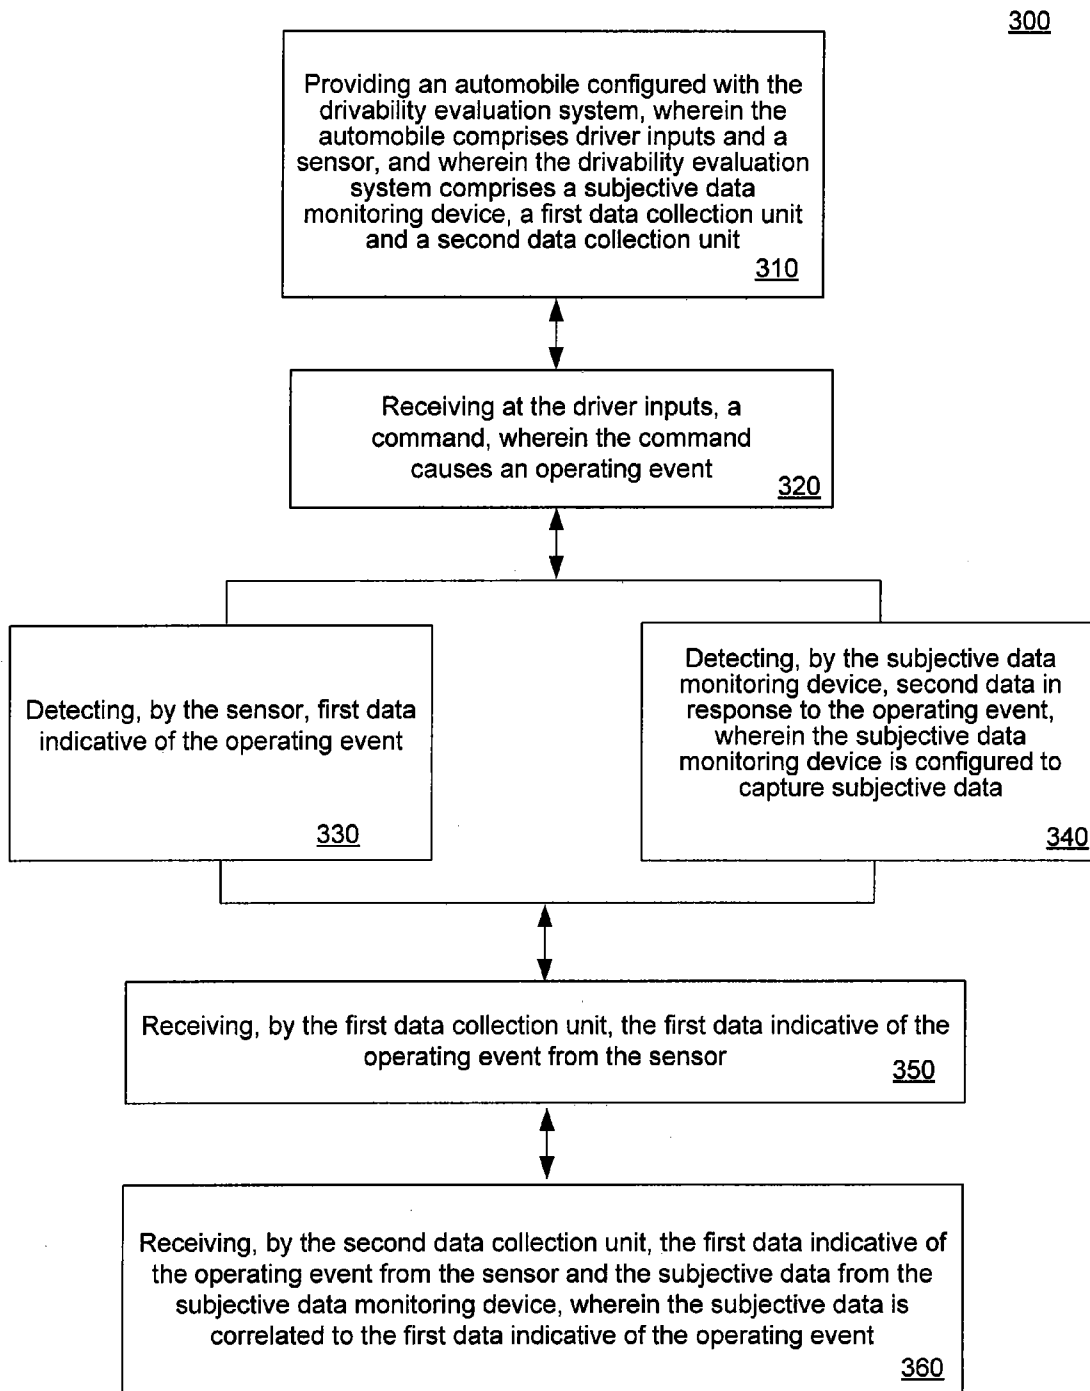 300
Providing an automobile configured with the
drivability evaluation system, wherein the
automobile comprises driver inputs and a
sensor, and wherein the drivability evaluation
system comprises a subjective data
monitoring device, a first data collection unit
and a second data collection unit
310
Receiving at the driver inputs, a
command, wherein the command
causes an operating event
320
Detecting, by the sensor, first data
indicative of the operating event
330
Detecting, by the subjective data
monitoring device, second data in
response to the operating event,
wherein the subjective data
monitoring device is configured to
capture subjective data
340
Receiving, by the first data collection unit, the first data indicative of the
operating event from the sensor
350
Receiving, by the second data collection unit, the first data indicative of
the operating event from the sensor and the subjective data from the
subjective data monitoring device, wherein the subjective data is
correlated to the first data indicative of the operating event
360